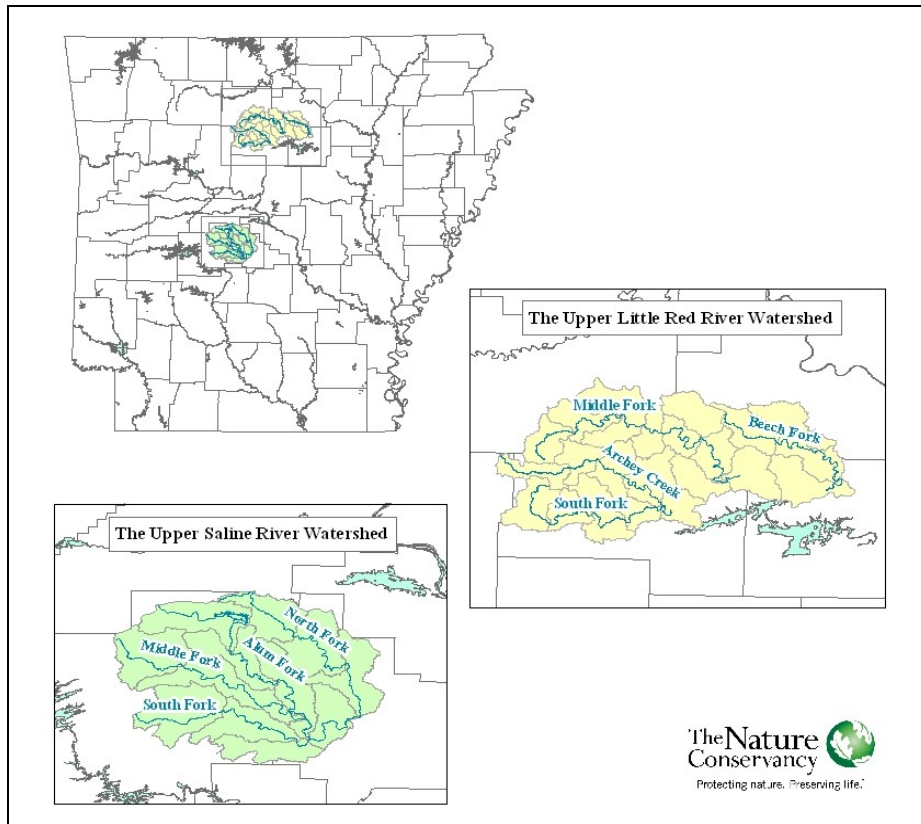 The Upper Little Red River Watershed
Middle Fork
Beech Fork
Archey Creek
South Fork
The Upper Saline River Watershed
North Fork
Alum Fork
Middle Fork
South Fork
The Nature
Conservancy
Protecting nature. Preserving life.™